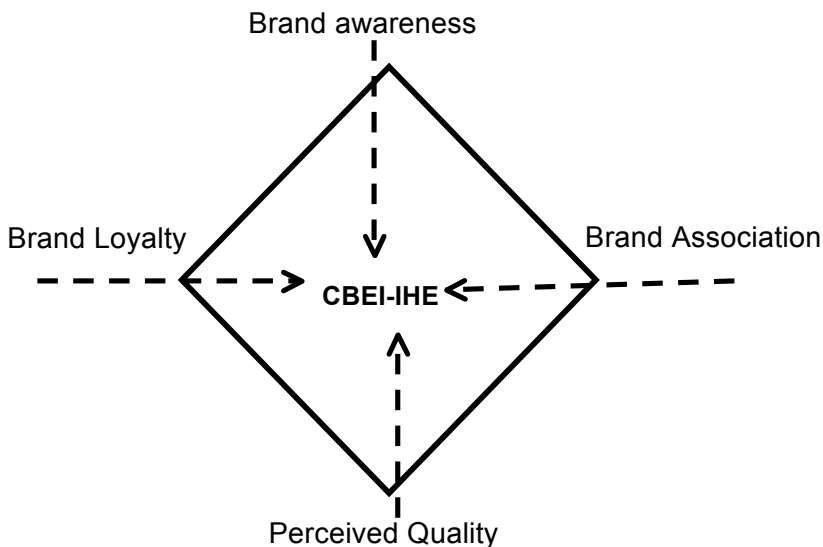 Brand awareness
Brand Loyalty
Brand Association
CBEI-IHE
Perceived Quality